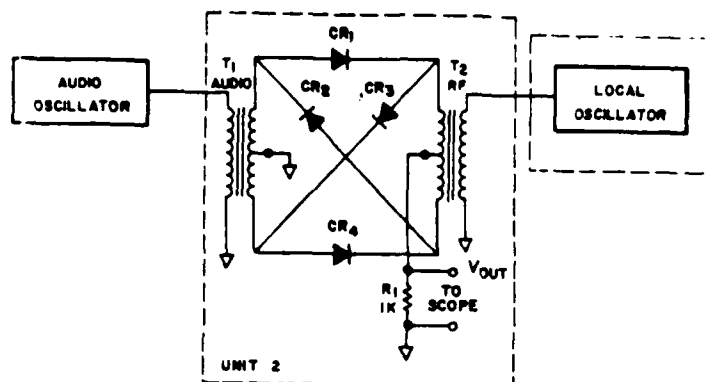 AUDIO
OSCILLATOR
T1
AUDIO
CR1
CR2
CR3
CR4
T2
RF
LOCAL
OSCILLATOR
VOUT
R1
1K
TO
SCOPE
UNIT 2